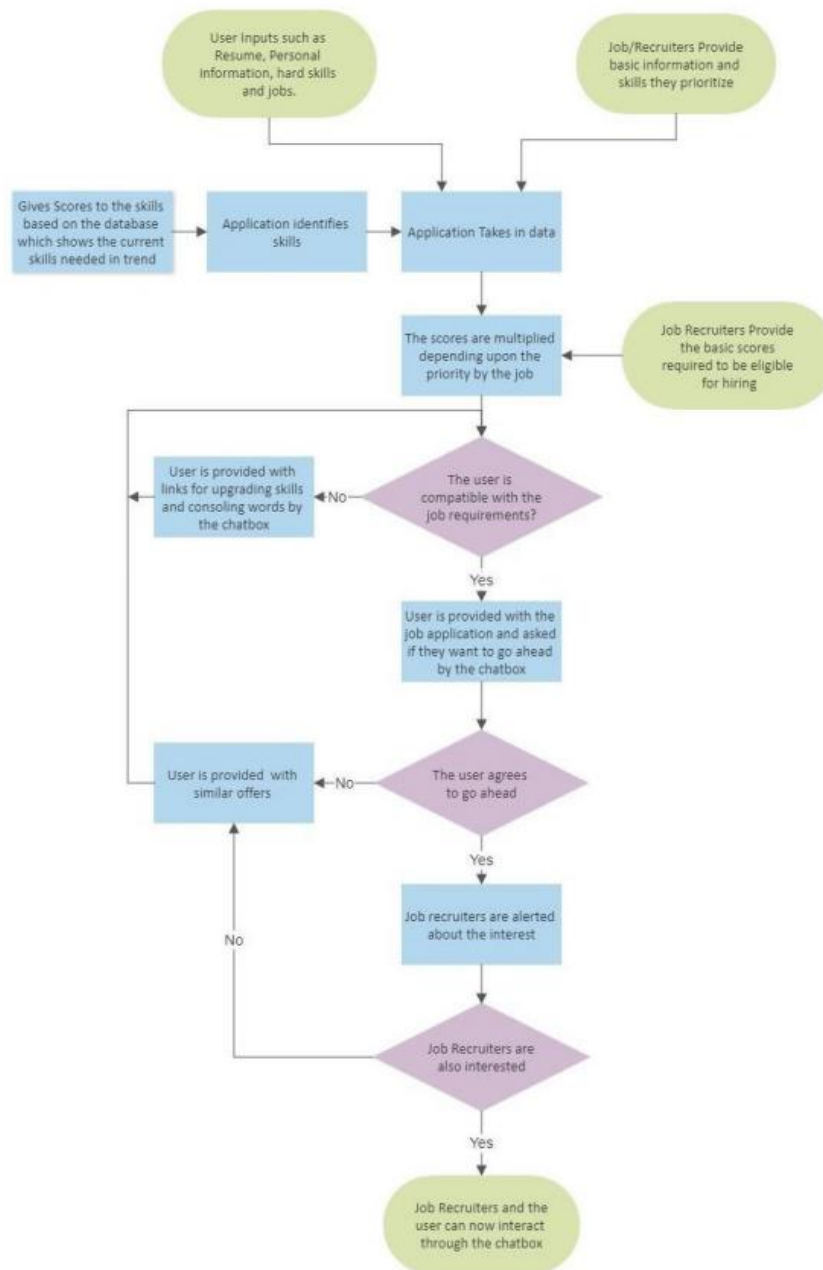 User Inputs such as
Resume, Personal
Information, hard skills
and jobs.
Job/Recruiters Provide
basic information and
skills they prioritize
Gives Scores to the skills
based on the database
which shows the current
skills needed in trend
Application identifies
skills
Application Takes in data
The scores are multiplied
depending upon the
priority by the job
Job Recruiters Provide
the basic scores
required to be eligible
for hiring
User is provided with
links for upgrading skills
and consoling words by
the chatbox
No
The user is
compatible with the
job requirements?
Yes
User is provided with the
job application and asked
if they want to go ahead
by the chatbox
User is provided with
similar offers
No
The user agrees
to go ahead
Yes
Job recruiters are alerted
about the interest
No
Job Recruiters are
also interested
Yes
Job Recruiters and the
user can now interact
through the chatbox